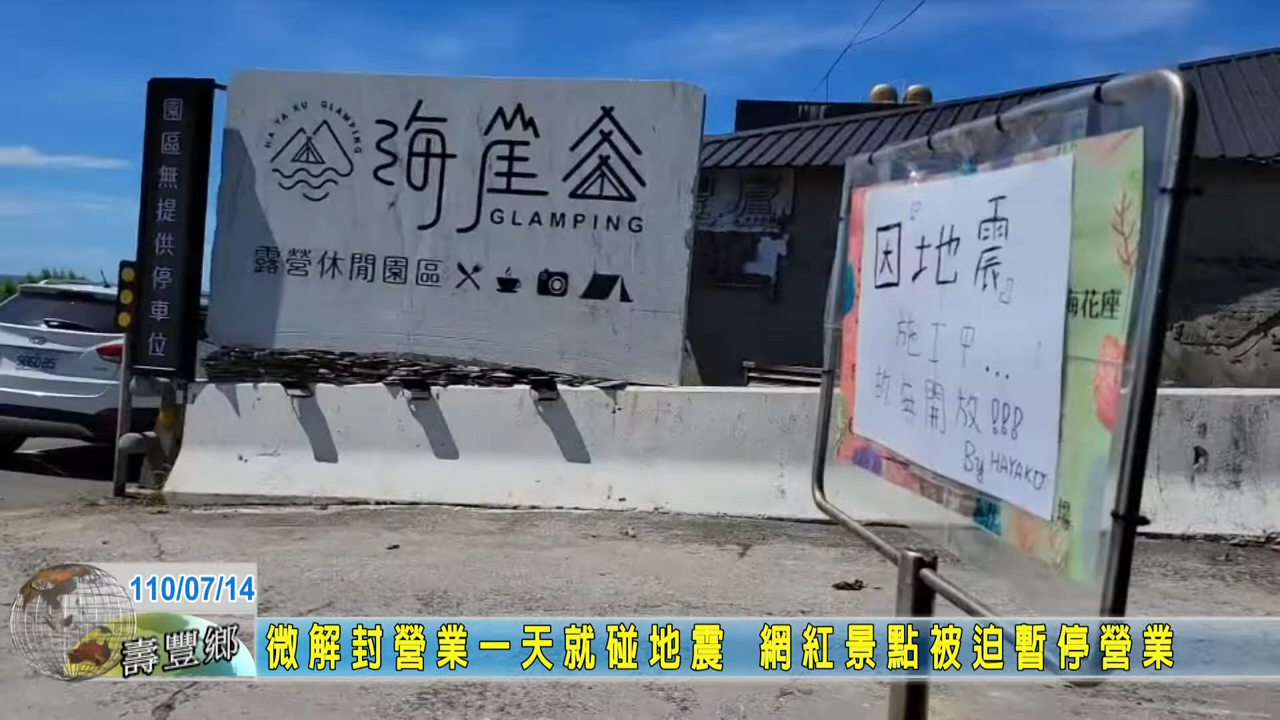 園區無提供停車位
HA YA KU GLAMPING
海崖谷
GLAMPING
露營休閒園區
因『地震』
施工中...
故無開放!!!
By HAYAKU
海花座
110/07/14
壽豐鄉
微解封營業一天就碰地震 網紅景點被迫暫停營業